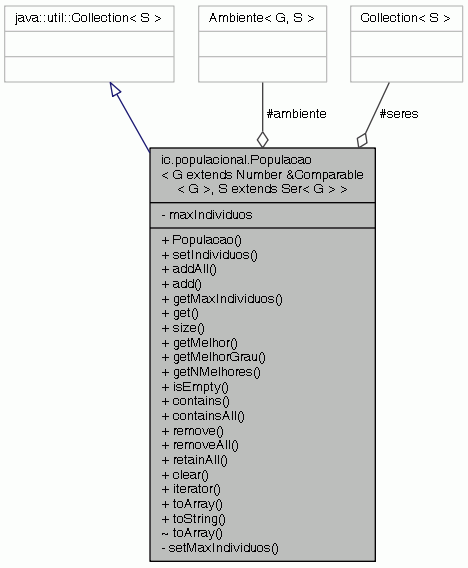 java::util::Collection< S >
Ambiente< G, S >
Collection< S >
#ambiente
#seres
ic.populacional.Populacao
< G extends Number &Comparable
< G >, S extends Ser< G > >
- maxIndividuos
+ Populacao()
+ setIndividuos()
+ addAll()
+ add()
+ getMaxIndividuos()
+ get()
+ size()
+ getMelhor()
+ getMelhorGrau()
+ getNMelhores()
+ isEmpty()
+ contains()
+ containsAll()
+ remove()
+ removeAll()
+ retainAll()
+ clear()
+ iterator()
+ toArray()
+ toString()
~ toArray()
- setMaxIndividuos()